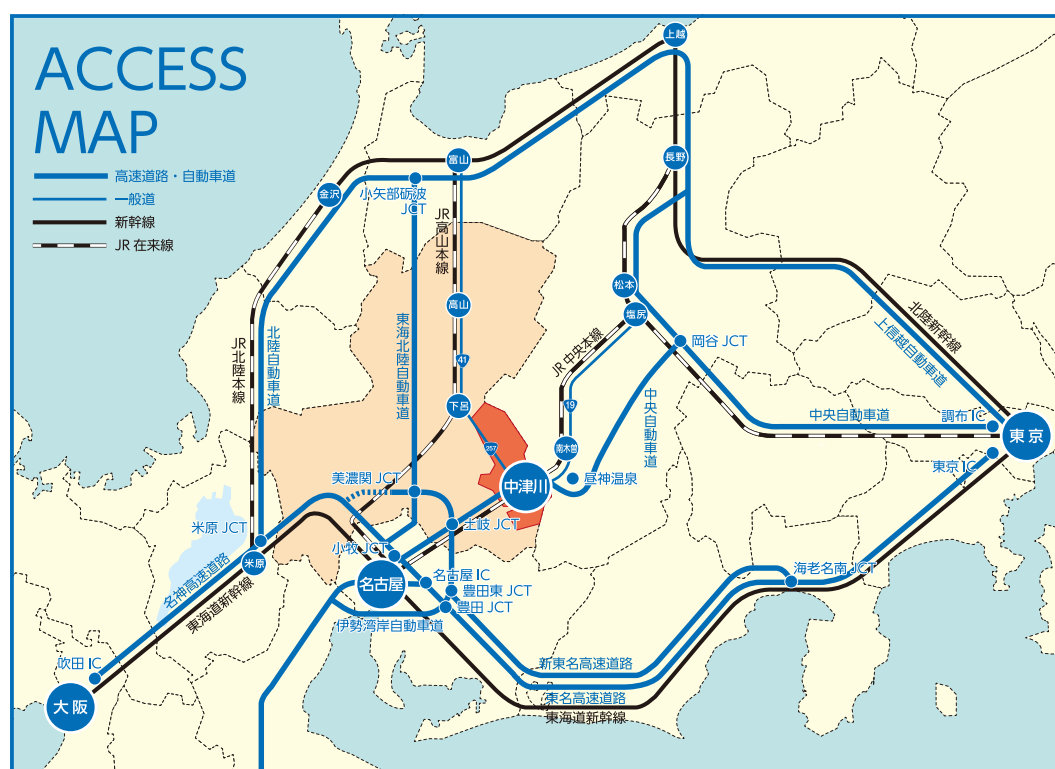 ACCESS
MAP
高速道路・自動車道
一般道
新幹線
JR 在来線
上越
富山
長野
金沢
小矢部砺波
JCT
JR高山本線
松本
高山
塩尻
北陸新幹線
上信越自動車道
東海北陸自動車道
北陸自動車道
JR北陸本線
岡谷 JCT
JR中央本線
41
19
下呂
中央自動車道
中央自動車道
調布 IC
東京
257
南木曽
東京 IC
美濃関 JCT
中津川
昼神温泉
米原 JCT
土岐 JCT
小牧 JCT
米原
名神高速道路
東海道新幹線
名古屋
名古屋 IC
豊田東 JCT
豊田 JCT
海老名南 JCT
伊勢湾岸自動車道
吹田 IC
新東名高速道路
大阪
東名高速道路
東海道新幹線